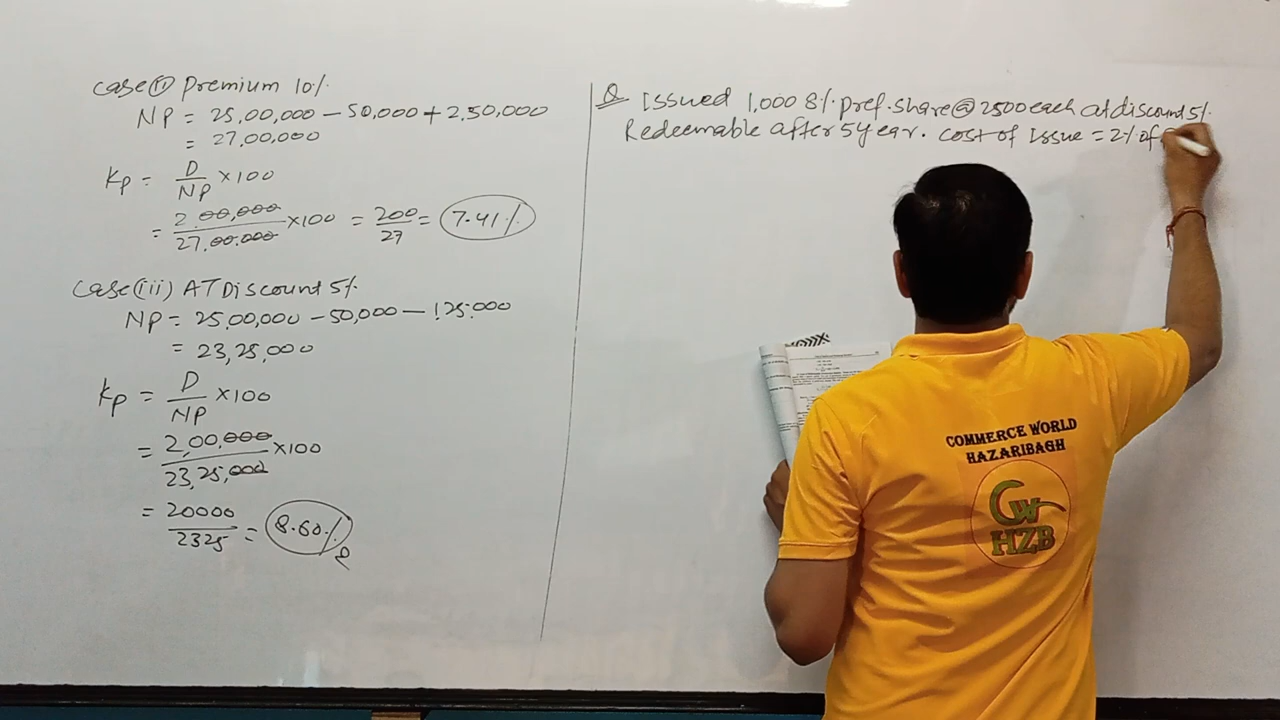 Case (ii) Premium 10%
NP = 25,00,000 - 50,000 + 2,50,000
= 27,00,000
Kp = D/NP × 100
= 2,00,000/27,00,000 × 100 = 200/27 = 7.41%
Case (iii) AT Discount 5%
NP = 25,00,000 - 50,000 - 1,25,000
= 23,25,000
Kp = D/NP × 100
= 2,00,000/23,25,000 × 100
= 20000/2325 = 8.60%
Q Issued 1,000 8% pref. share @ 2500 each at discount 5%.
Redeemable after 5 year. Cost of Issue = 2% of
COMMERCE WORLD
HAZARIBAGH
CW
HZB